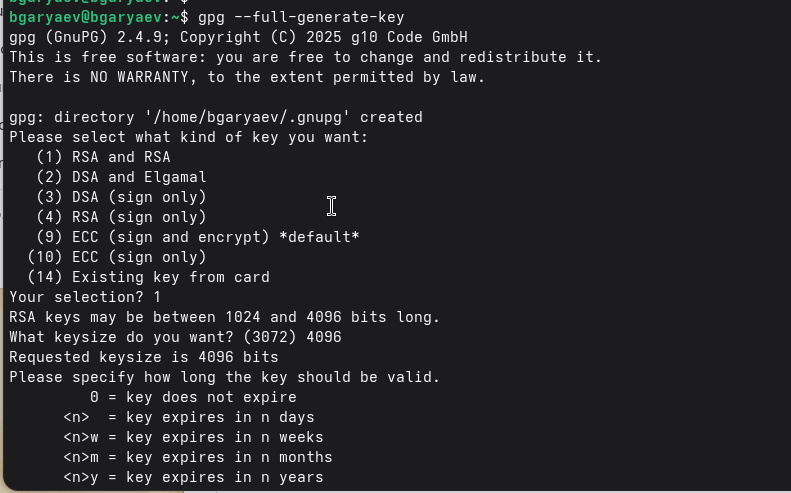 bgaryaev@bgaryaev:~$
bgaryaev@bgaryaev:~$ gpg --full-generate-key
gpg (GnuPG) 2.4.9; Copyright (C) 2025 g10 Code GmbH
This is free software: you are free to change and redistribute it.
There is NO WARRANTY, to the extent permitted by law.

gpg: directory '/home/bgaryaev/.gnupg' created
Please select what kind of key you want:
   (1) RSA and RSA
   (2) DSA and Elgamal
   (3) DSA (sign only)
   (4) RSA (sign only)
   (9) ECC (sign and encrypt) *default*
  (10) ECC (sign only)
  (14) Existing key from card
Your selection? 1
RSA keys may be between 1024 and 4096 bits long.
What keysize do you want? (3072) 4096
Requested keysize is 4096 bits
Please specify how long the key should be valid.
         0 = key does not expire
      <n>  = key expires in n days
      <n>w = key expires in n weeks
      <n>m = key expires in n months
      <n>y = key expires in n years